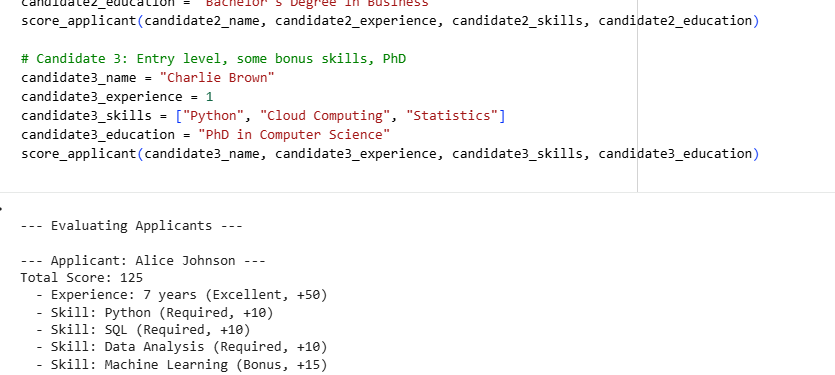 candidate2_education = "Bachelor's Degree in Business"
score_applicant(candidate2_name, candidate2_experience, candidate2_skills, candidate2_education)
# Candidate 3: Entry level, some bonus skills, PhD
candidate3_name = "Charlie Brown"
candidate3_experience = 1
candidate3_skills = ["Python", "Cloud Computing", "Statistics"]
candidate3_education = "PhD in Computer Science"
score_applicant(candidate3_name, candidate3_experience, candidate3_skills, candidate3_education)
--- Evaluating Applicants ---
--- Applicant: Alice Johnson ---
Total Score: 125
- Experience: 7 years (Excellent, +50)
- Skill: Python (Required, +10)
- Skill: SQL (Required, +10)
- Skill: Data Analysis (Required, +10)
- Skill: Machine Learning (Bonus, +15)